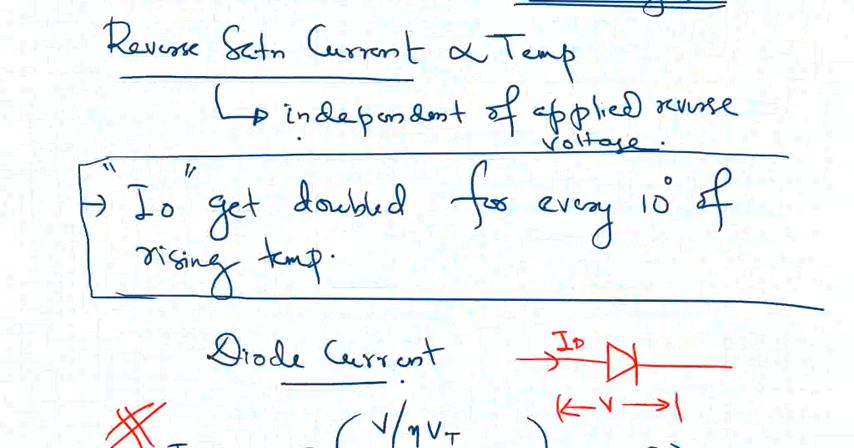 Reverse Satn Current ∝ Temp
↳ independent of applied reverse
voltage.
→ "Io" get doubled for every 10° of
rising temp.
Diode Current
ID
|← V →|
( V/ηVT )